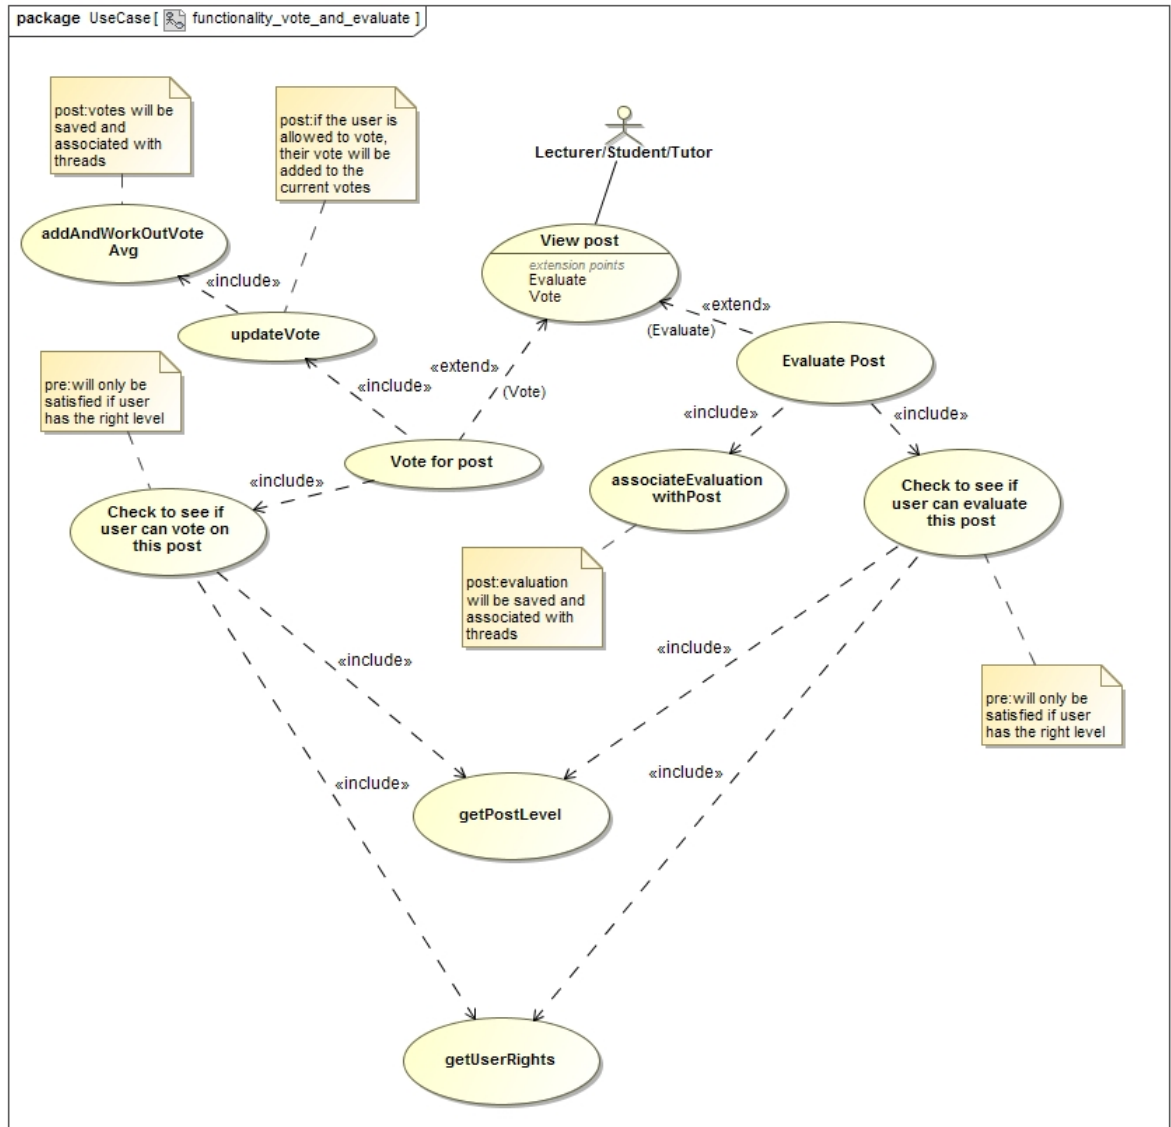 package UseCase [ functionality_vote_and_evaluate ]
post:votes will be
saved and
associated with
threads
post:if the user is
allowed to vote,
their vote will be
added to the
current votes
Lecturer/Student/Tutor
addAndWorkOutVote
Avg
View post
extension points
Evaluate
Vote
«include»
«extend»
(Evaluate)
updateVote
Evaluate Post
pre:will only be
satisfied if user
has the right level
«extend»
«include»
(Vote)
«include»
«include»
Vote for post
«include»
associateEvaluation
withPost
Check to see if
user can evaluate
this post
Check to see if
user can vote on
this post
post:evaluation
will be saved and
associated with
threads
«include»
«include»
pre:will only be
satisfied if user
has the right level
«include»
«include»
getPostLevel
getUserRights